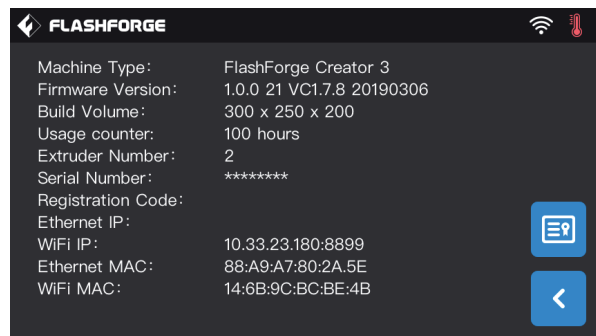 FLASHFORGE
Machine Type: FlashForge Creator 3
Firmware Version: 1.0.0 21 VC1.7.8 20190306
Build Volume: 300 x 250 x 200
Usage counter: 100 hours
Extruder Number: 2
Serial Number: ********
Registration Code:
Ethernet IP:
WiFi IP: 10.33.23.180:8899
Ethernet MAC: 88:A9:A7:80:2A.5E
WiFi MAC: 14:6B:9C:BC:BE:4B